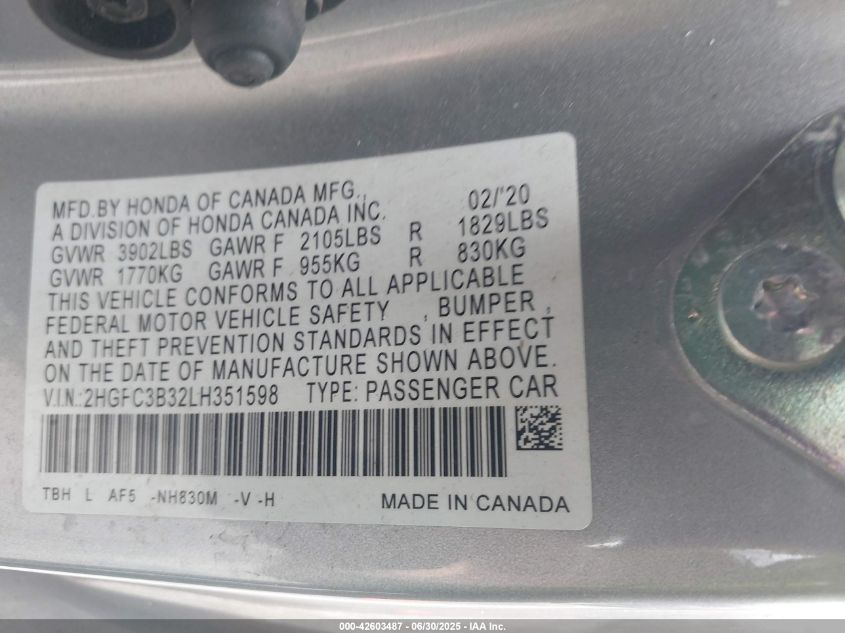 MFD.BY HONDA OF CANADA MFG., 02/'20
A DIVISION OF HONDA CANADA INC.
GVWR 3902LBS GAWR F 2105LBS R 1829LBS
GVWR 1770KG GAWR F 955KG R 830KG
THIS VEHICLE CONFORMS TO ALL APPLICABLE
FEDERAL MOTOR VEHICLE SAFETY , BUMPER ,
AND THEFT PREVENTION STANDARDS IN EFFECT
ON THE DATE OF MANUFACTURE SHOWN ABOVE.
V.I.N.:2HGFC3B32LH351598 TYPE: PASSENGER CAR
TBH L AF5 -NH830M -V -H MADE IN CANADA
000-42603487 - 06/30/2025 - IAA Inc.